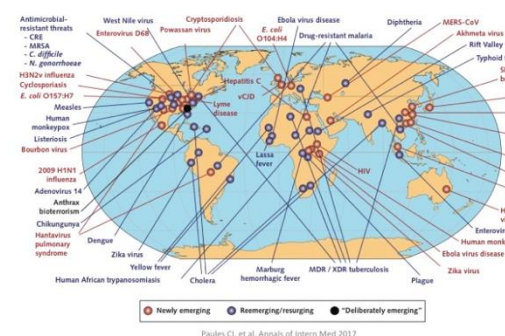 Antimicrobial-
resistant threats
- CRE
- MRSA
- C. difficile
- N. gonorrhoeae
H3N2v influenza
Cyclosporiasis
E. coli O157:H7
Measles
Human
monkeypox
Listeriosis
Bourbon virus
2009 H1N1
influenza
Adenovirus 14
Anthrax
bioterrorism
Chikungunya
Hantavirus
pulmonary
syndrome
West Nile virus
Enterovirus D68
Powassan virus
Cryptosporidiosis
E. coli
O104:H4
Ebola virus disease
Drug-resistant malaria
Diphtheria
MERS-CoV
Akhmeta virus
Rift Valley
Typhoid
Hepatitis C
vCJD
Lyme
disease
Lassa
fever
HIV
Dengue
Zika virus
Yellow fever
Human African trypanosomiasis
Cholera
Marburg
hemorrhagic fever
MDR / XDR tuberculosis
Plague
Enterovir
Human monk
Ebola virus disease
Zika virus
Newly emerging
Reemerging/resurging
"Deliberately emerging"
Paules CI, et al. Annals of Intern Med 2017